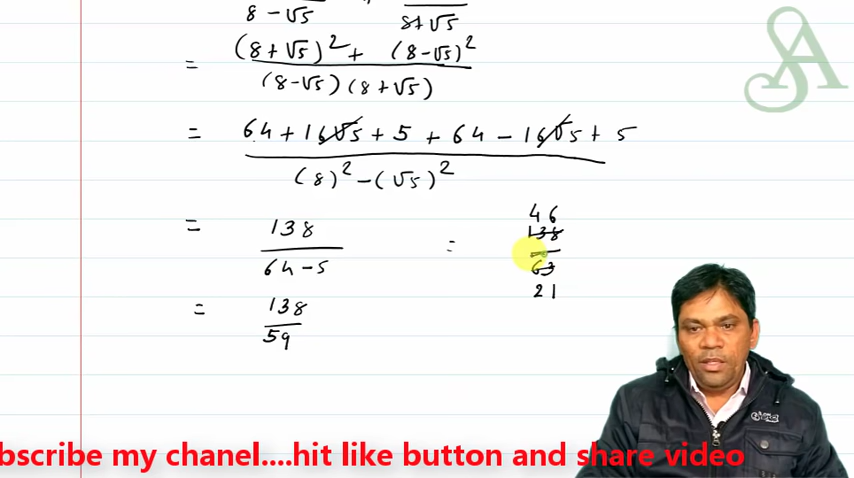 8 - √5   8 + √5
= (8 + √5)² + (8 - √5)²
(8 - √5) (8 + √5)
= 64 + 16√5 + 5 + 64 - 16√5 + 5
(8)² - (√5)²
46
= 138   = 138
64 - 5   63
21
= 138
59
bscribe my chanel....hit like button and share video